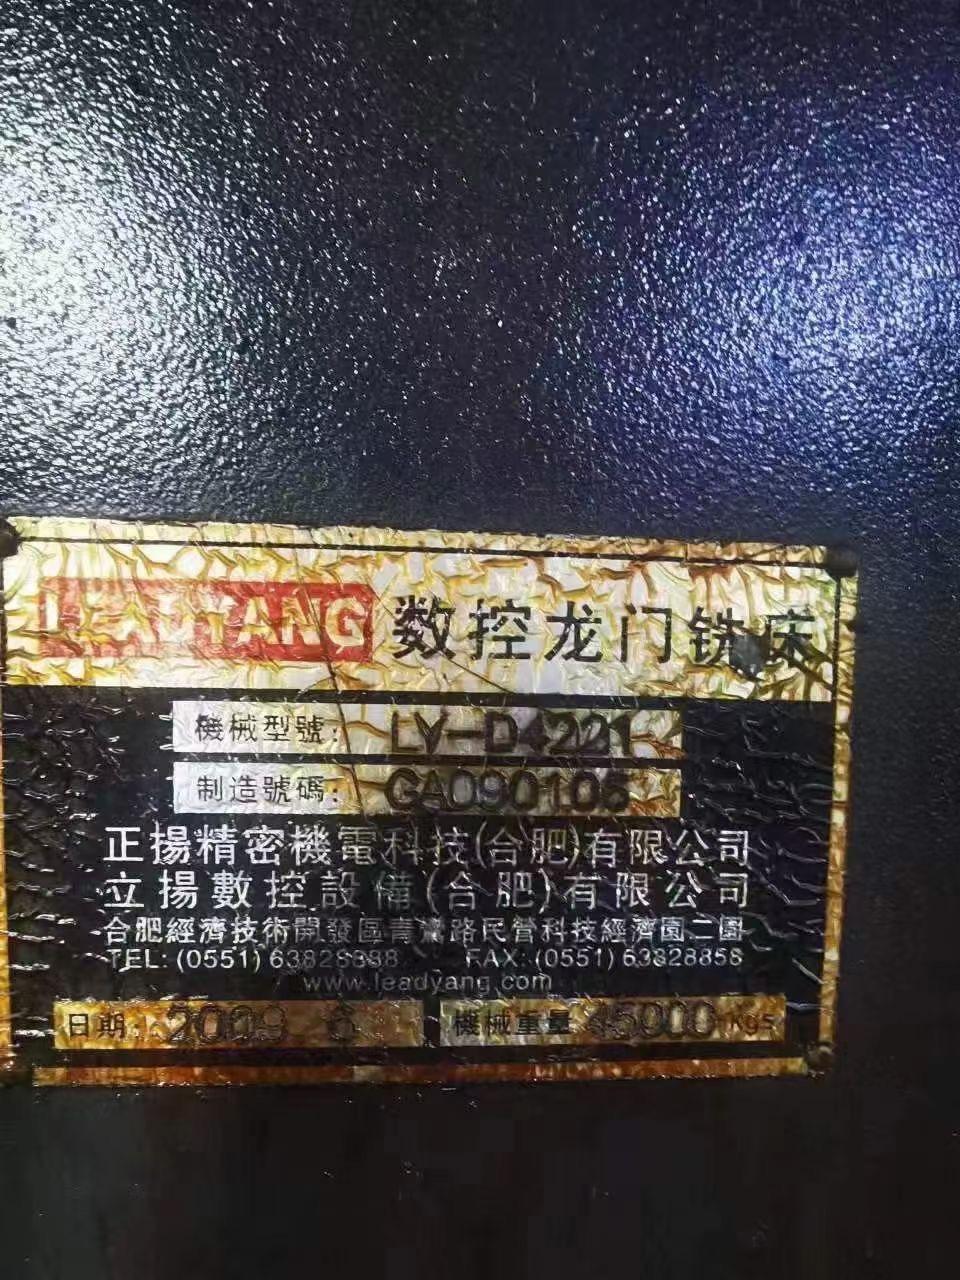 LEADYANG 数控龙门铣床
機械型號: LY-D4221
制造號碼: GA090105
正揚精密機電科技(合肥)有限公司
立揚數控設備(合肥)有限公司
合肥經濟技術開發區青鸞路民營科技經濟園二園
TEL: (0551) 63828888 FAX: (0551) 63828858
www.leadyang.com
日期: 2009 6 機械重量 45000 Kgs